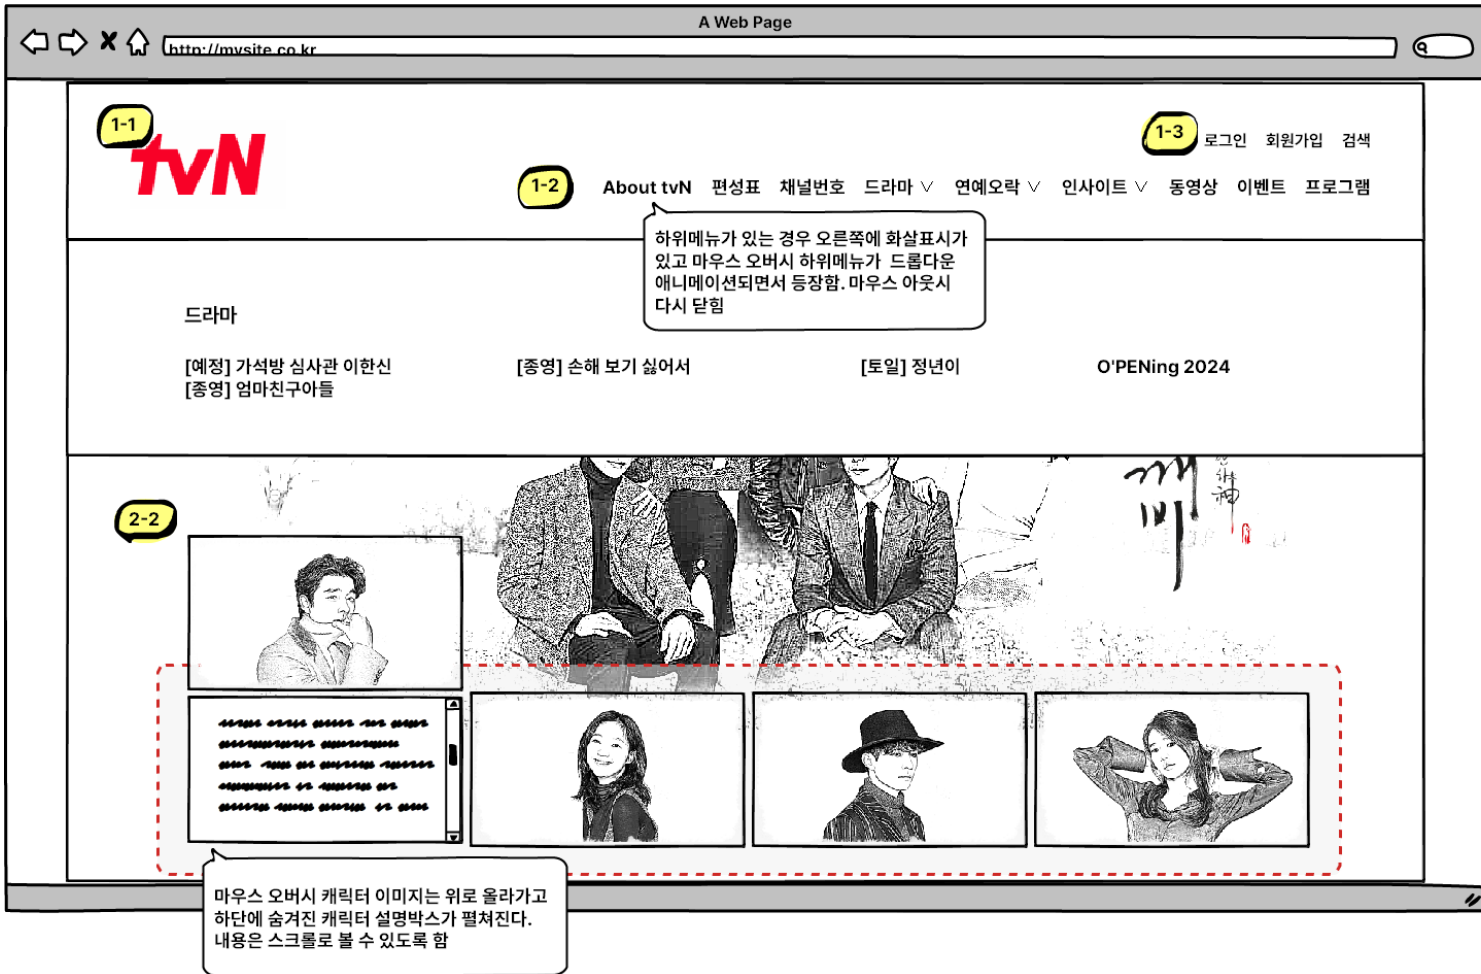 A Web Page
http://mysite.co.kr
1-1
tvN
1-3
로그인 회원가입 검색
1-2
About tvN 편성표 채널번호 드라마 연예오락 인사이트 동영상 이벤트 프로그램
하위메뉴가 있는 경우 오른쪽에 화살표시가
있고 마우스 오버시 하위메뉴가 드롭다운
애니메이션되면서 등장함. 마우스 아웃시
다시 닫힘
드라마
[예정] 가석방 심사관 이한신
[종영] 엄마친구아들
[종영] 손해 보기 싫어서
[토일] 정년이
O'PENing 2024
깨비
神
2-2
마우스 오버시 캐릭터 이미지는 위로 올라가고
하단에 숨겨진 캐릭터 설명박스가 펼쳐진다.
내용은 스크롤로 볼 수 있도록 함